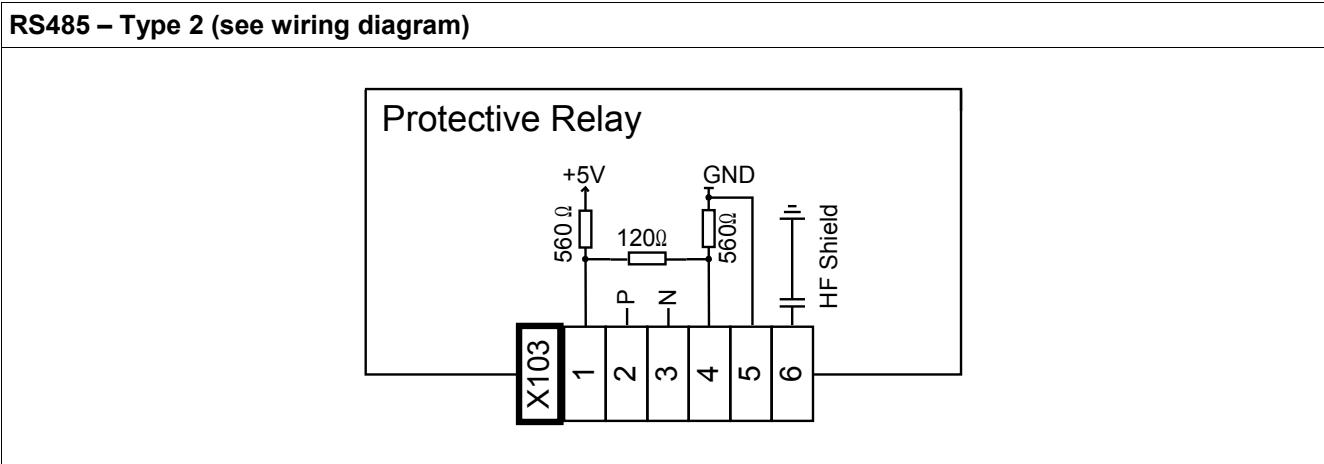 RS485 – Type 2 (see wiring diagram)
Protective Relay
+5V
GND
560 Ω
120Ω
560Ω
HF Shield
P
N
X103
1
2
3
4
5
6